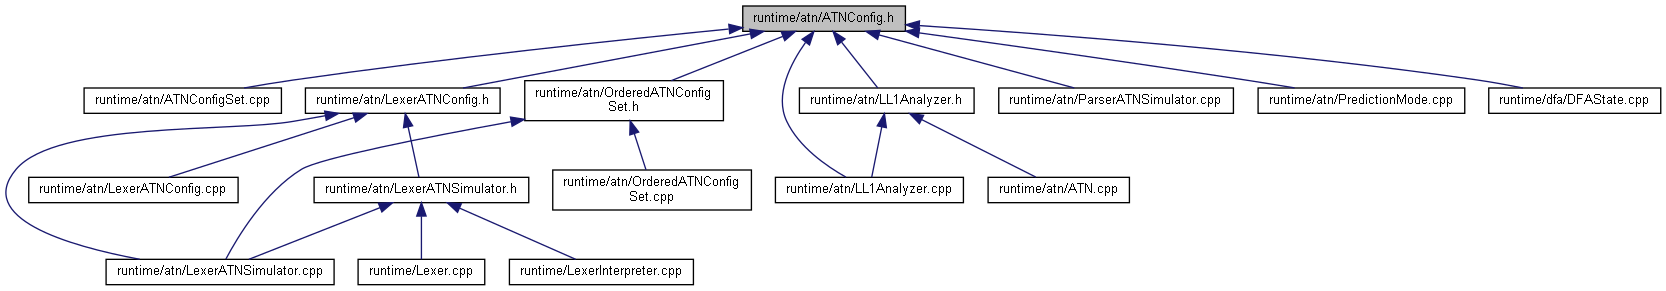 runtime/atn/ATNConfig.h
runtime/atn/ATNConfigSet.cpp
runtime/atn/LexerATNConfig.h
runtime/atn/OrderedATNConfig
Set.h
runtime/atn/LL1Analyzer.h
runtime/atn/ParserATNSimulator.cpp
runtime/atn/PredictionMode.cpp
runtime/dfa/DFAState.cpp
runtime/atn/LexerATNConfig.cpp
runtime/atn/LexerATNSimulator.h
runtime/atn/OrderedATNConfig
Set.cpp
runtime/atn/LL1Analyzer.cpp
runtime/atn/ATN.cpp
runtime/atn/LexerATNSimulator.cpp
runtime/Lexer.cpp
runtime/LexerInterpreter.cpp